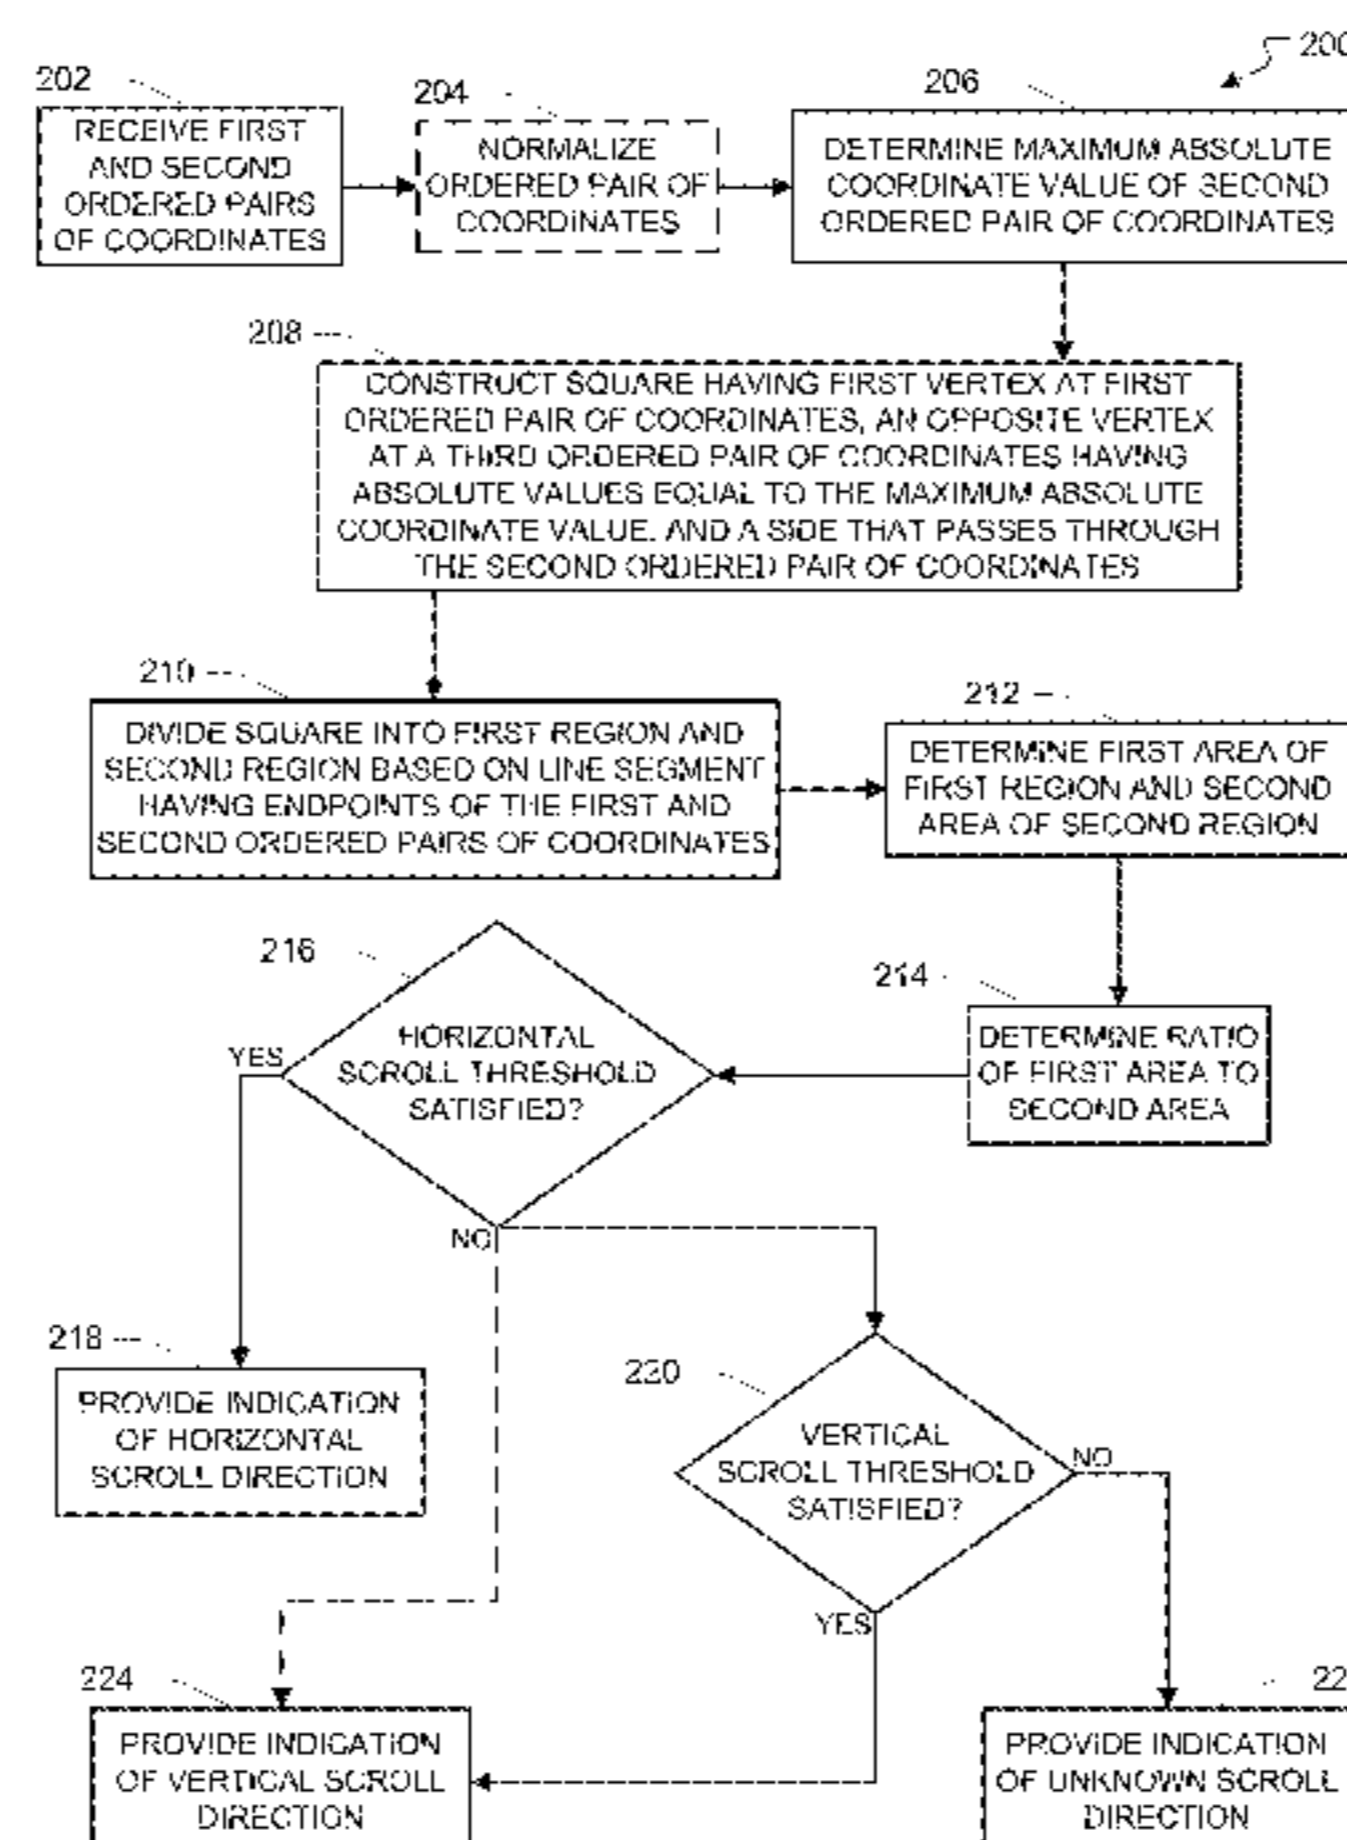 200
202
204
206
RECEIVE FIRST
AND SECOND
ORDERED PAIRS
OF COORDINATES
NORMALIZE
ORDERED PAIR OF
COORDINATES
DETERMINE MAXIMUM ABSOLUTE
COORDINATE VALUE OF SECOND
ORDERED PAIR OF COORDINATES
208
CONSTRUCT SQUARE HAVING FIRST VERTEX AT FIRST
ORDERED PAIR OF COORDINATES, AN OPPOSITE VERTEX
AT A THIRD ORDERED PAIR OF COORDINATES HAVING
ABSOLUTE VALUES EQUAL TO THE MAXIMUM ABSOLUTE
COORDINATE VALUE, AND A SIDE THAT PASSES THROUGH
THE SECOND ORDERED PAIR OF COORDINATES
210
DIVIDE SQUARE INTO FIRST REGION AND
SECOND REGION BASED ON LINE SEGMENT
HAVING ENDPOINTS OF THE FIRST AND
SECOND ORDERED PAIRS OF COORDINATES
212
DETERMINE FIRST AREA OF
FIRST REGION AND SECOND
AREA OF SECOND REGION
214
DETERMINE RATIO
OF FIRST AREA TO
SECOND AREA
216
HORIZONTAL
SCROLL THRESHOLD
SATISFIED?
YES
NO
218
PROVIDE INDICATION
OF HORIZONTAL
SCROLL DIRECTION
220
VERTICAL
SCROLL THRESHOLD
SATISFIED?
NO
YES
224
PROVIDE INDICATION
OF VERTICAL SCROLL
DIRECTION
22
PROVIDE INDICATION
OF UNKNOWN SCROLL
DIRECTION